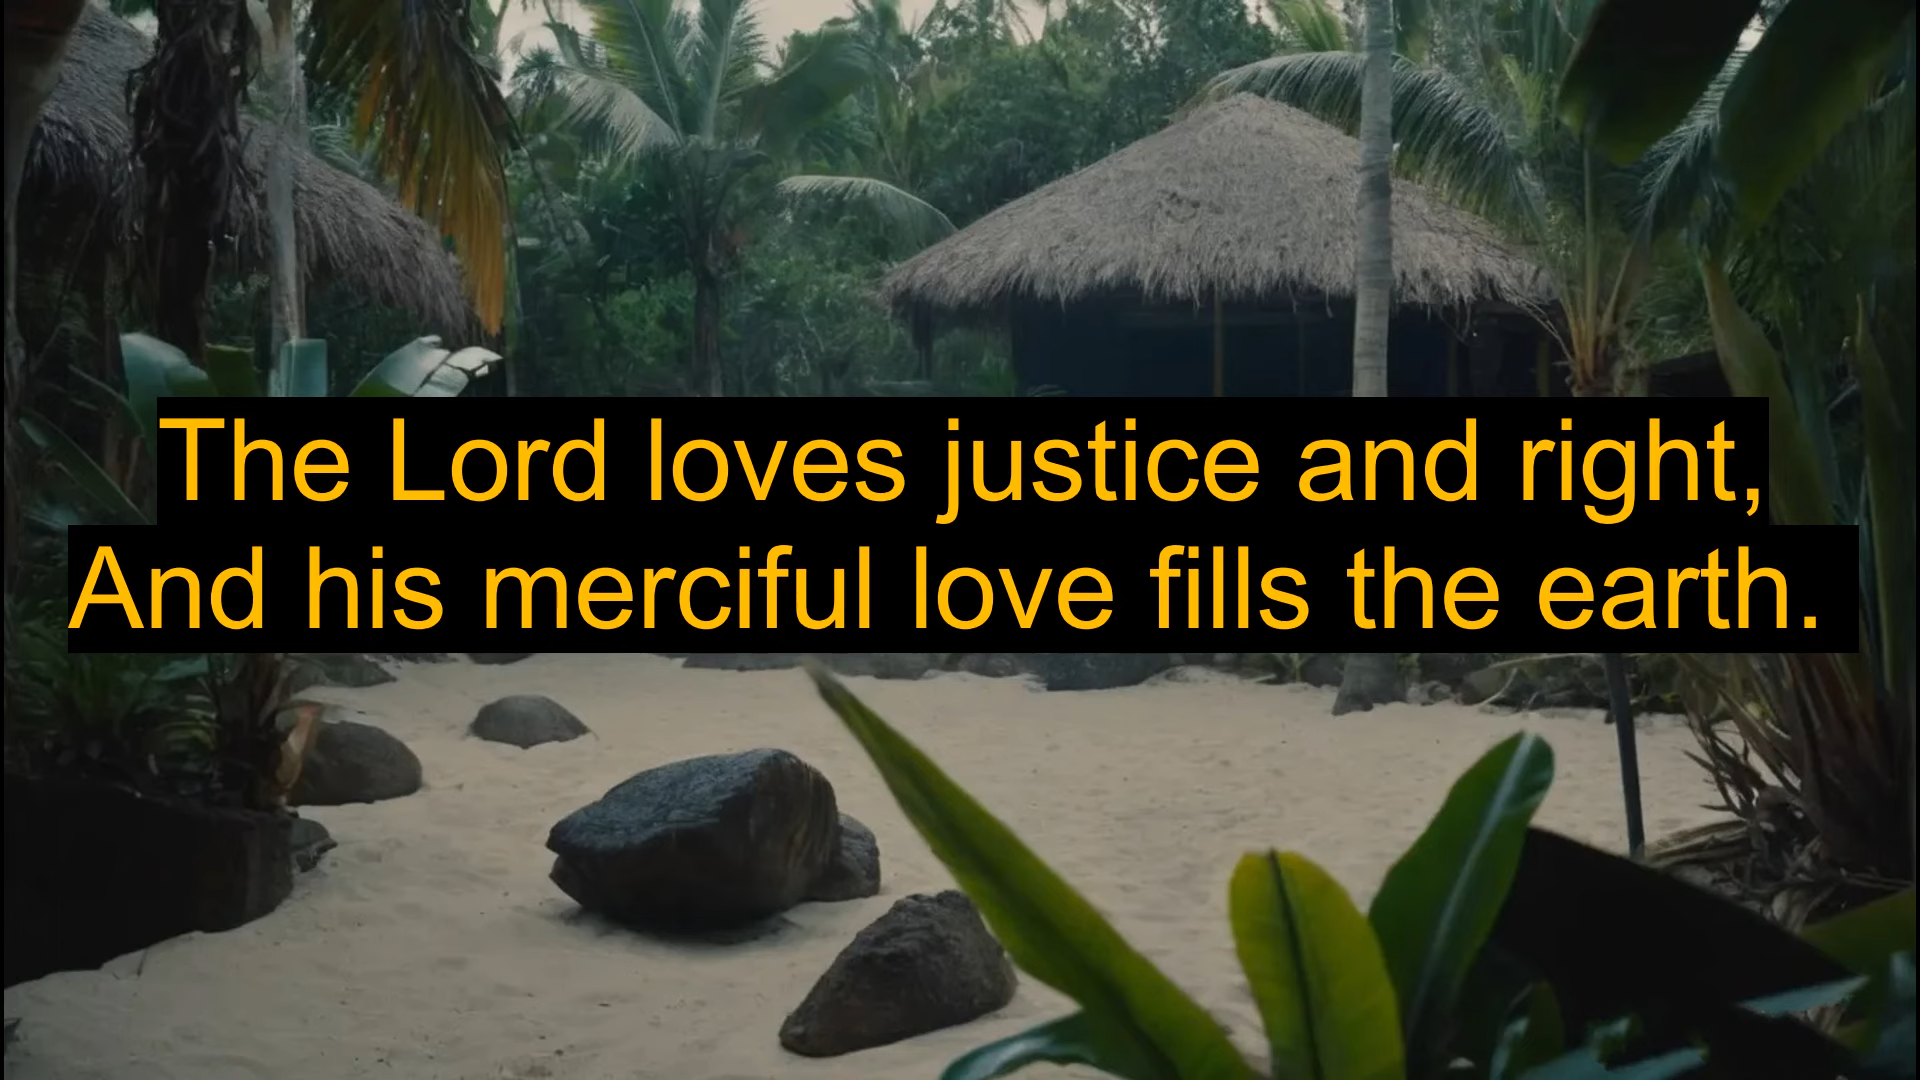 The Lord loves justice and right,
And his merciful love fills the earth.